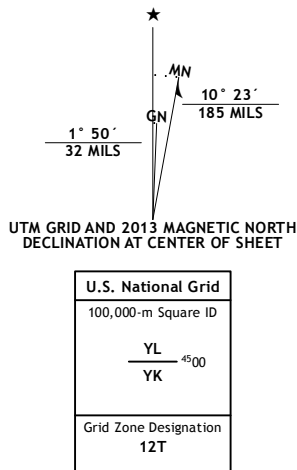 ★
MN
GN
10° 23´
185 MILS
1° 50´
32 MILS
UTM GRID AND 2013 MAGNETIC NORTH
DECLINATION AT CENTER OF SHEET
U.S. National Grid
100,000-m Square ID
YL
4500
YK
Grid Zone Designation
12T